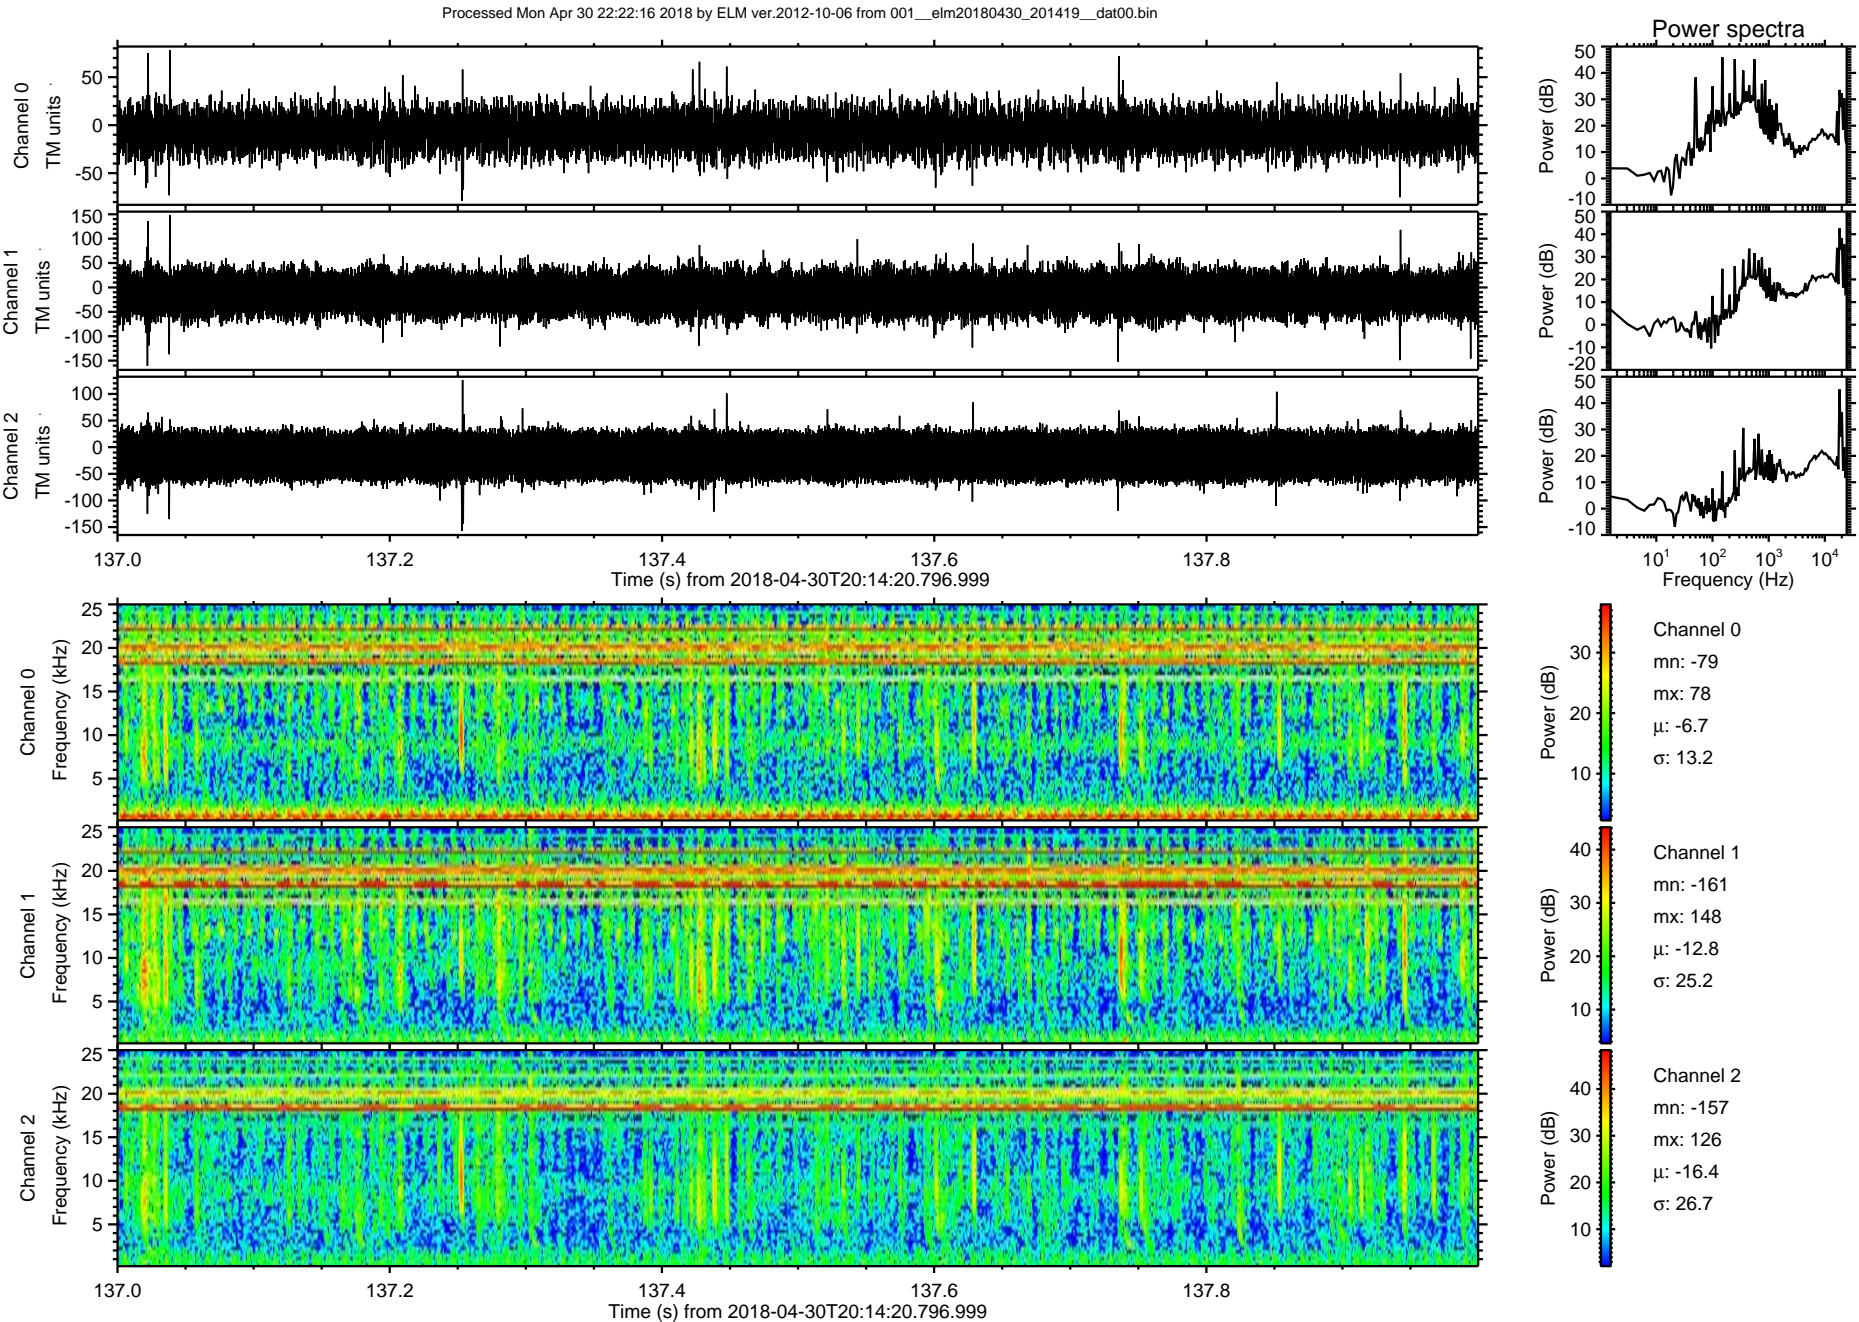 Processed Mon Apr 30 22:22:16 2018 by ELM ver.2012-10-06 from 001__elm20180430_201419__dat00.bin
Power spectra
Channel 0
TM units
50
0
-50
Power (dB)
50
40
30
20
10
0
-10
Channel 1
TM units
150
100
50
0
-50
-100
-150
Power (dB)
50
40
30
20
10
0
-10
-20
Channel 2
TM units
100
50
0
-50
-100
-150
Power (dB)
50
40
30
20
10
0
-10
137.0 137.2 137.4 137.6 137.8
Time (s) from 2018-04-30T20:14:20.796.999
10^1 10^2 10^3 10^4
Frequency (Hz)
Channel 0
Frequency (kHz)
25
20
15
10
5
Power (dB)
30
20
10
Channel 0
mn: -79
mx: 78
μ: -6.7
σ: 13.2
Channel 1
Frequency (kHz)
25
20
15
10
5
Power (dB)
40
30
20
10
Channel 1
mn: -161
mx: 148
μ: -12.8
σ: 25.2
Channel 2
Frequency (kHz)
25
20
15
10
5
Power (dB)
40
30
20
10
Channel 2
mn: -157
mx: 126
μ: -16.4
σ: 26.7
137.0 137.2 137.4 137.6 137.8
Time (s) from 2018-04-30T20:14:20.796.999